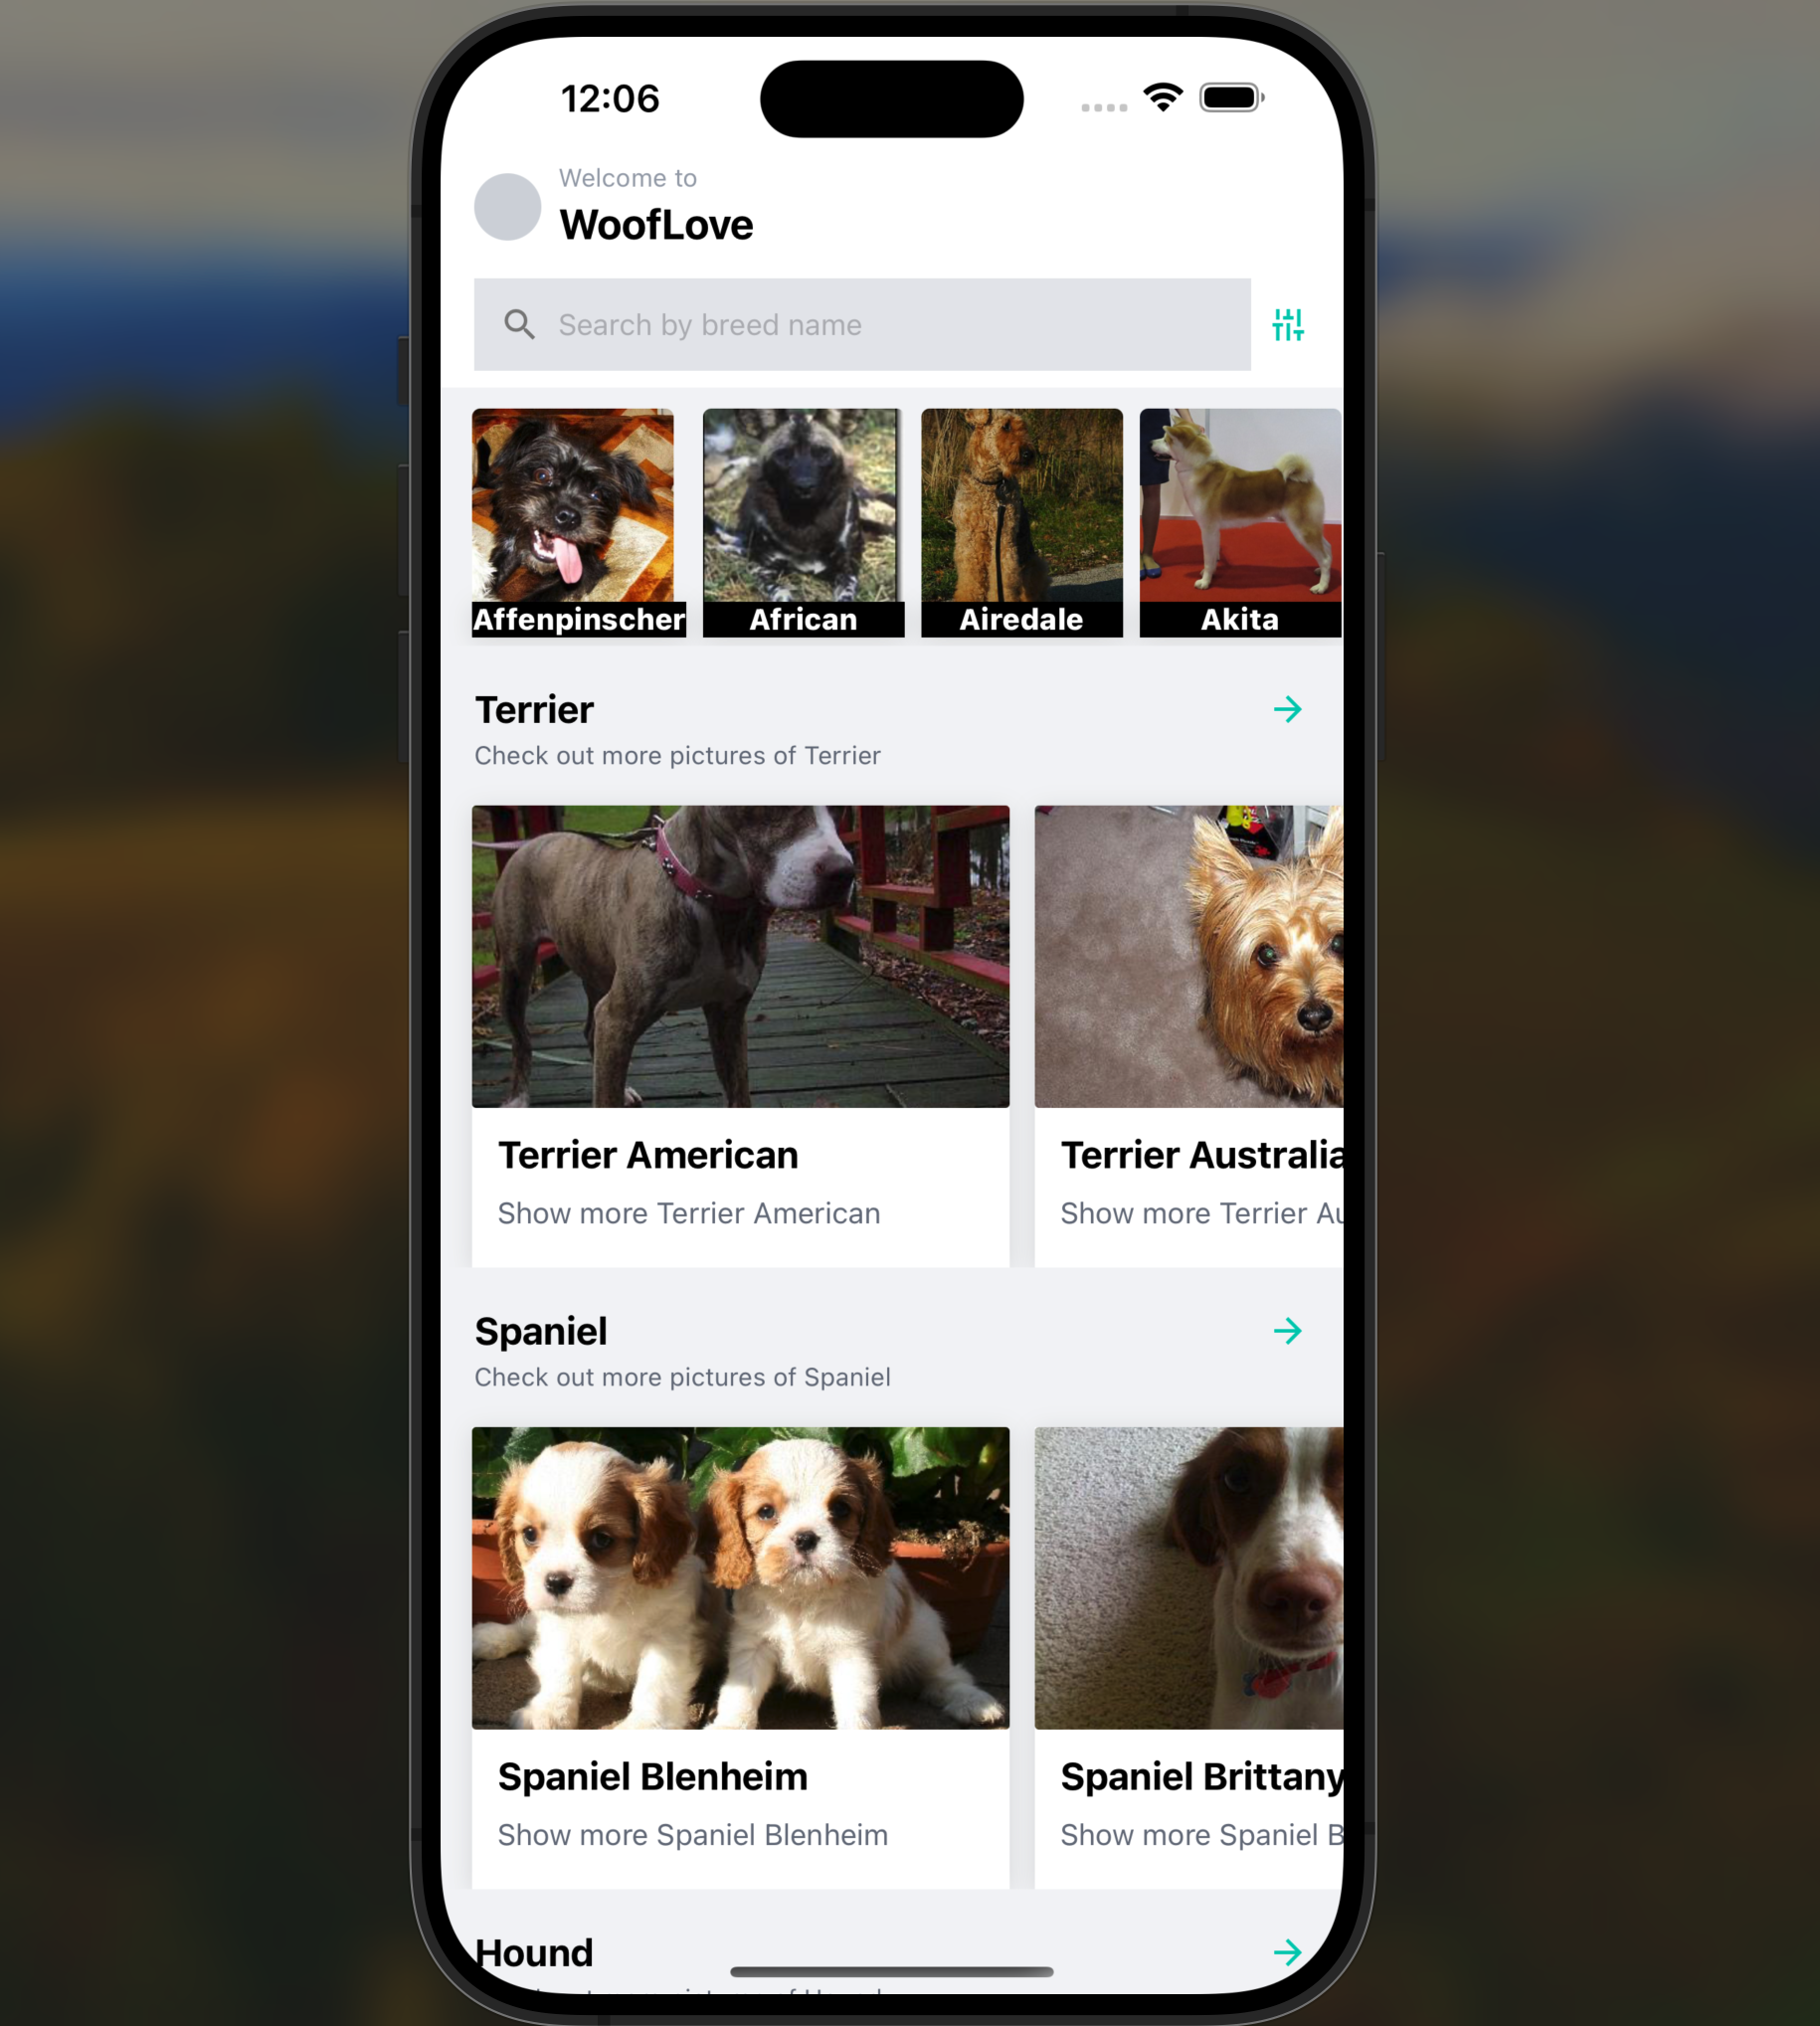 12:06
Welcome to
WoofLove
Search by breed name
Affenpinscher
African
Airedale
Akita
Terrier
Check out more pictures of Terrier
Terrier American
Terrier Australia
Show more Terrier American
Show more Terrier Au
Spaniel
Check out more pictures of Spaniel
Spaniel Blenheim
Spaniel Brittany
Show more Spaniel Blenheim
Show more Spaniel B
Hound